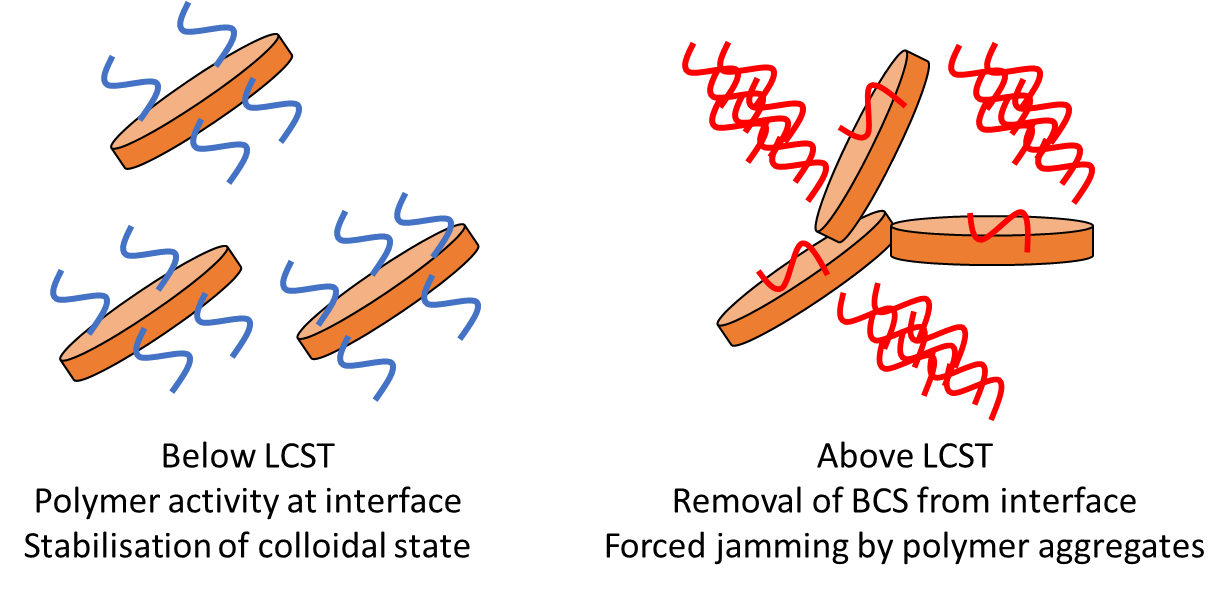 Below LCST
Polymer activity at interface
Stabilisation of colloidal state
Above LCST
Removal of BCS from interface
Forced jamming by polymer aggregates